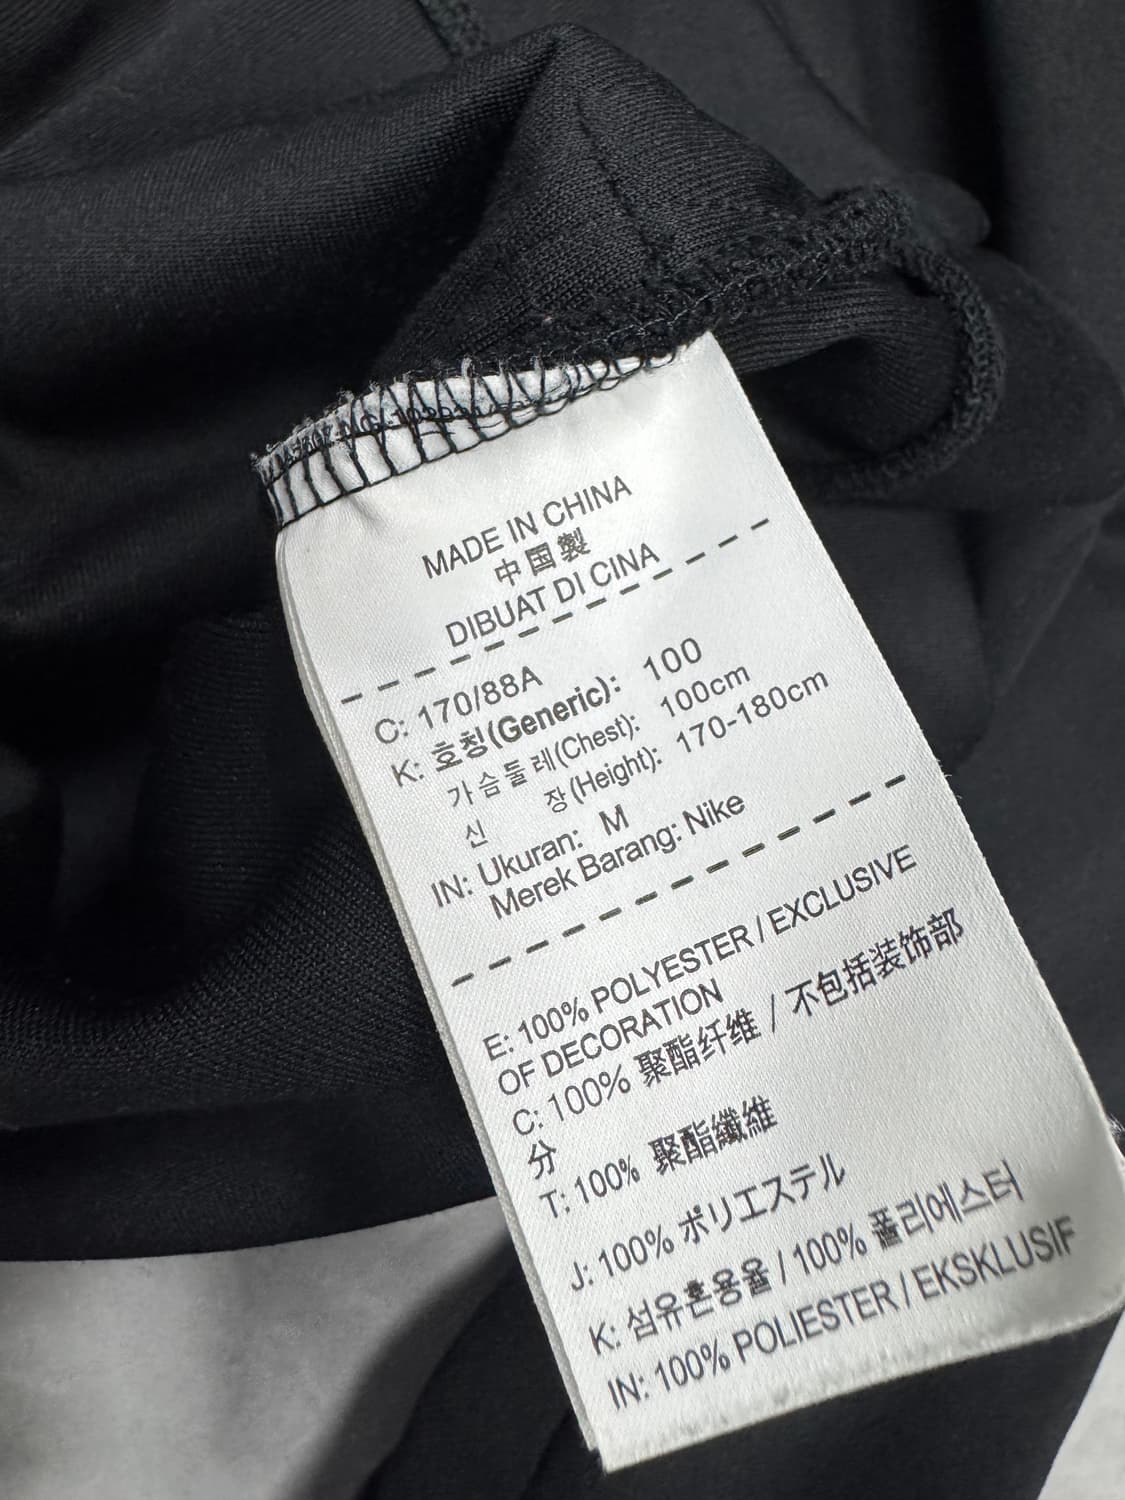 MADE IN CHINA
中国製
DIBUAT DI CINA
C: 170/88A
K: 호칭(Generic): 100
가슴둘레(Chest): 100cm
신 장(Height): 170-180cm
IN: Ukuran: M
Merek Barang: Nike
E: 100% POLYESTER / EXCLUSIVE
OF DECORATION
C: 100% 聚酯纤维 / 不包括装饰部
分
T: 100% 聚酯纖維
J: 100% ポリエステル
K: 섬유혼용율 / 100% 폴리에스터
IN: 100% POLIESTER / EKSKLUSIF